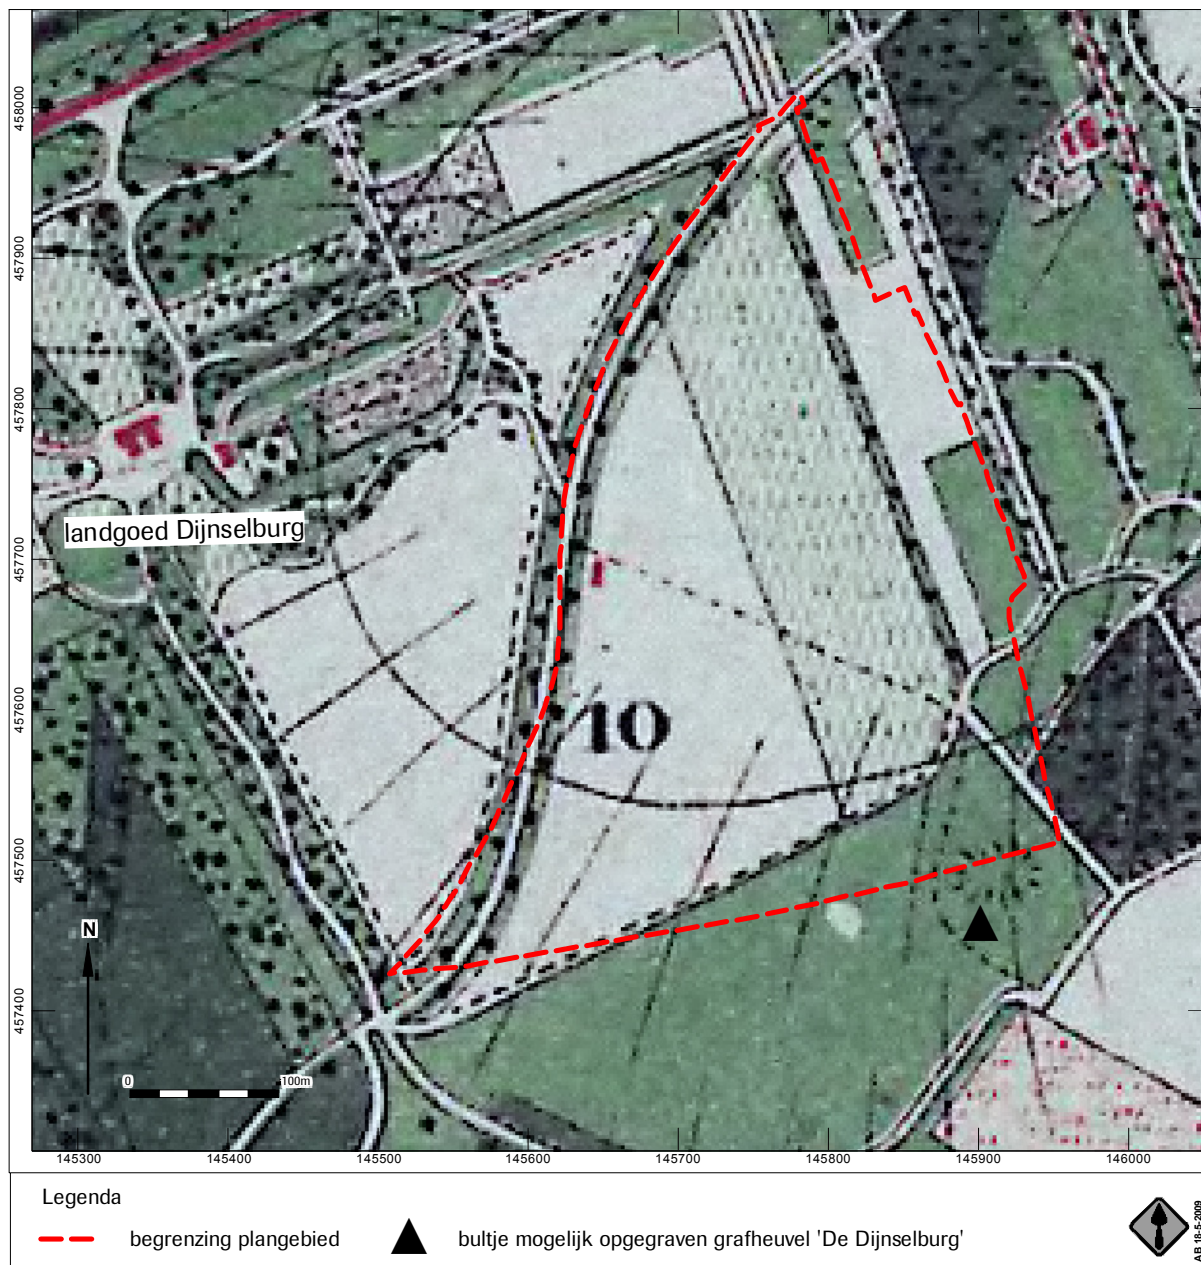 458000
457900
457800
457700
457600
457500
457400
landgoed Dijnselburg
10
N
0
100m
145300
145400
145500
145600
145700
145800
145900
146000
Legenda
begrenzing plangebied
bultje mogelijk opgegraven grafheuvel 'De Dijnselburg'
AB 18-5-2009